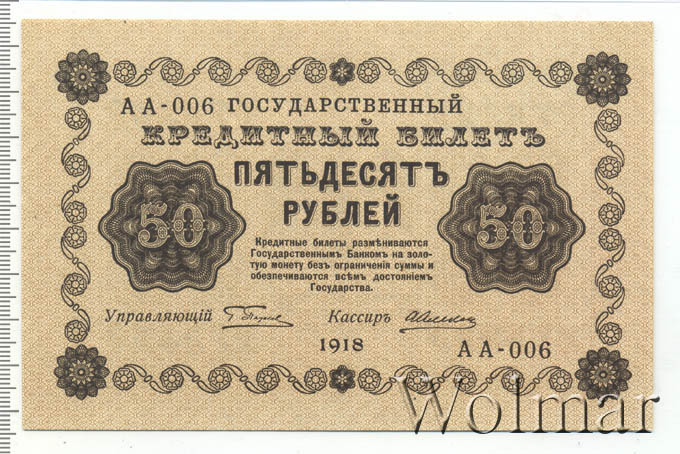 АА-006 ГОСУДАРСТВЕННЫЙ
КРЕДИТНЫЙ БИЛЕТЪ
ПЯТЬДЕСЯТЪ
РУБЛЕЙ
50
50
Кредитные билеты размѣниваются
Государственнымъ Банкомъ на золо-
тую монету безъ ограниченія суммы и
обезпечиваются всѣмъ достояніемъ
Государства.
Управляющій
Кассиръ
1918
АА-006
Wolmar